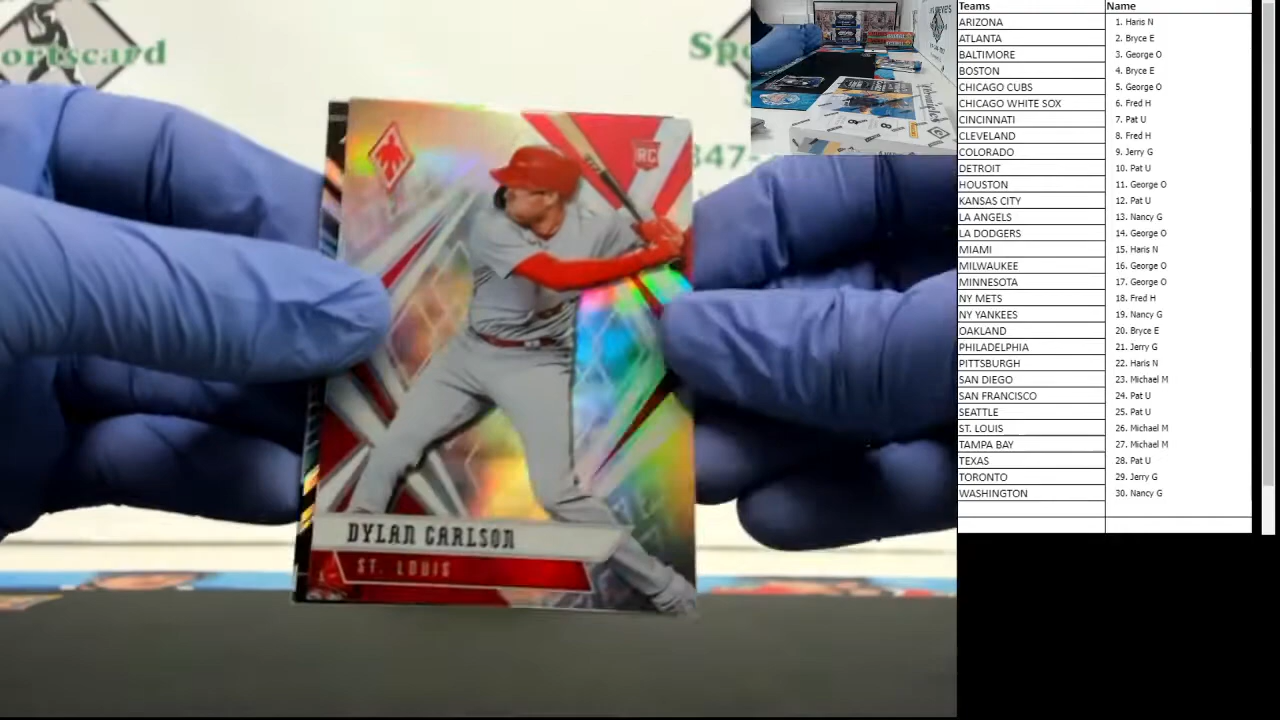 Sportscard
Sp
847-
RC
DYLAN CARLSON
ST. LOUIS
Teams Name
ARIZONA 1. Haris N
ATLANTA 2. Bryce E
BALTIMORE 3. George O
BOSTON 4. Bryce E
CHICAGO CUBS 5. George O
CHICAGO WHITE SOX 6. Fred H
CINCINNATI 7. Pat U
CLEVELAND 8. Fred H
COLORADO 9. Jerry G
DETROIT 10. Pat U
HOUSTON 11. George O
KANSAS CITY 12. Pat U
LA ANGELS 13. Nancy G
LA DODGERS 14. George O
MIAMI 15. Haris N
MILWAUKEE 16. George O
MINNESOTA 17. George O
NY METS 18. Fred H
NY YANKEES 19. Nancy G
OAKLAND 20. Bryce E
PHILADELPHIA 21. Jerry G
PITTSBURGH 22. Haris N
SAN DIEGO 23. Michael M
SAN FRANCISCO 24. Pat U
SEATTLE 25. Pat U
ST. LOUIS 26. Michael M
TAMPA BAY 27. Michael M
TEXAS 28. Pat U
TORONTO 29. Jerry G
WASHINGTON 30. Nancy G